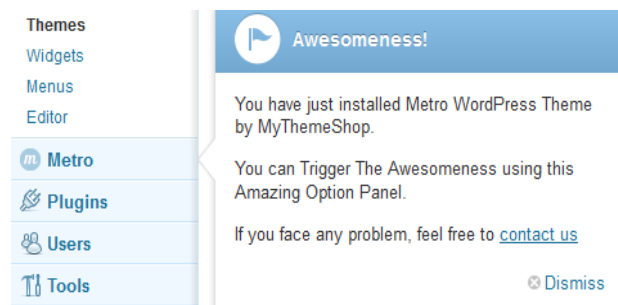 Themes
Widgets
Menus
Editor
Metro
Plugins
Users
Tools
Awesomeness!
You have just installed Metro WordPress Theme
by MyThemeShop.
You can Trigger The Awesomeness using this
Amazing Option Panel.
If you face any problem, feel free to contact us
Dismiss